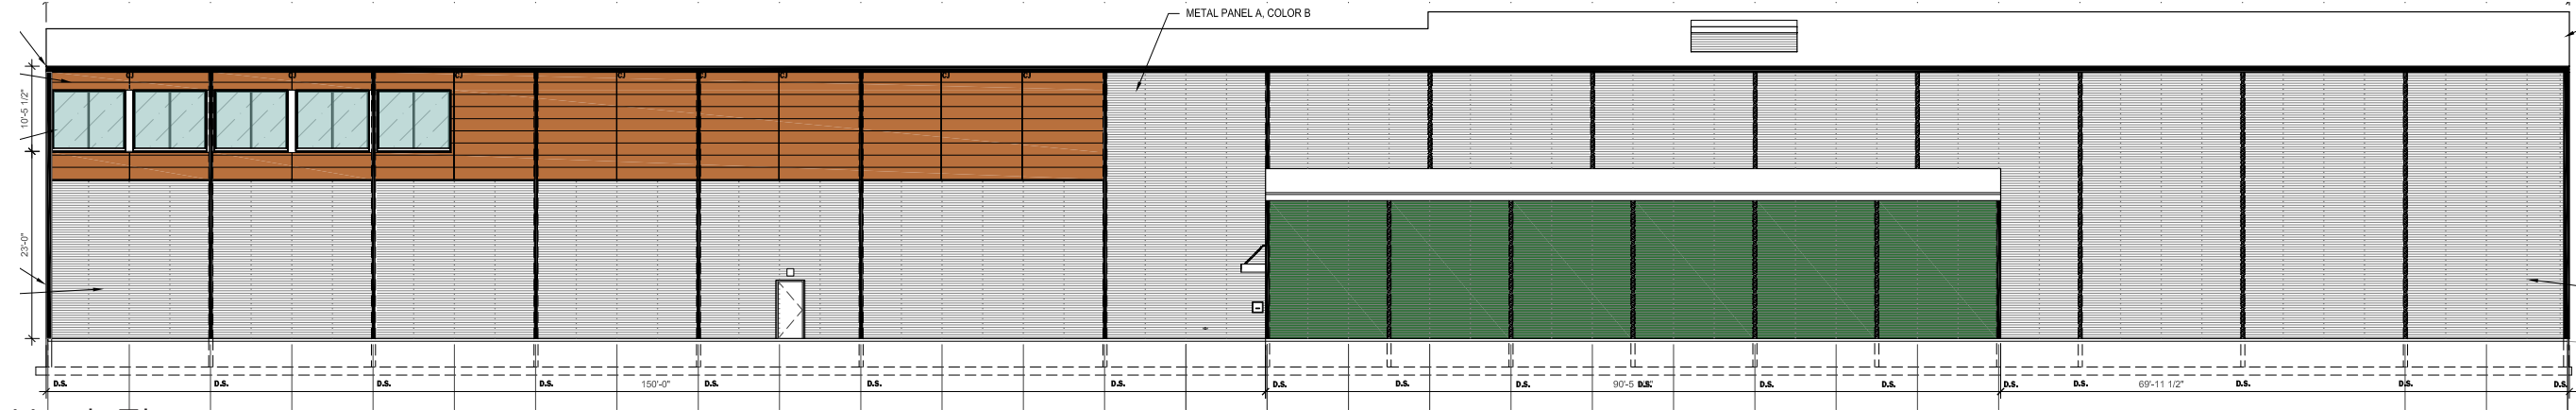 METAL PANEL A, COLOR B
10'-5 1/2"
23'-0"
D.S. D.S. D.S. D.S. 150'-0" D.S. D.S. D.S. D.S. D.S. D.S. 90'-5 D.S. D.S. D.S. D.S. D.S. 69'-11 1/2" D.S. D.S. D.S.